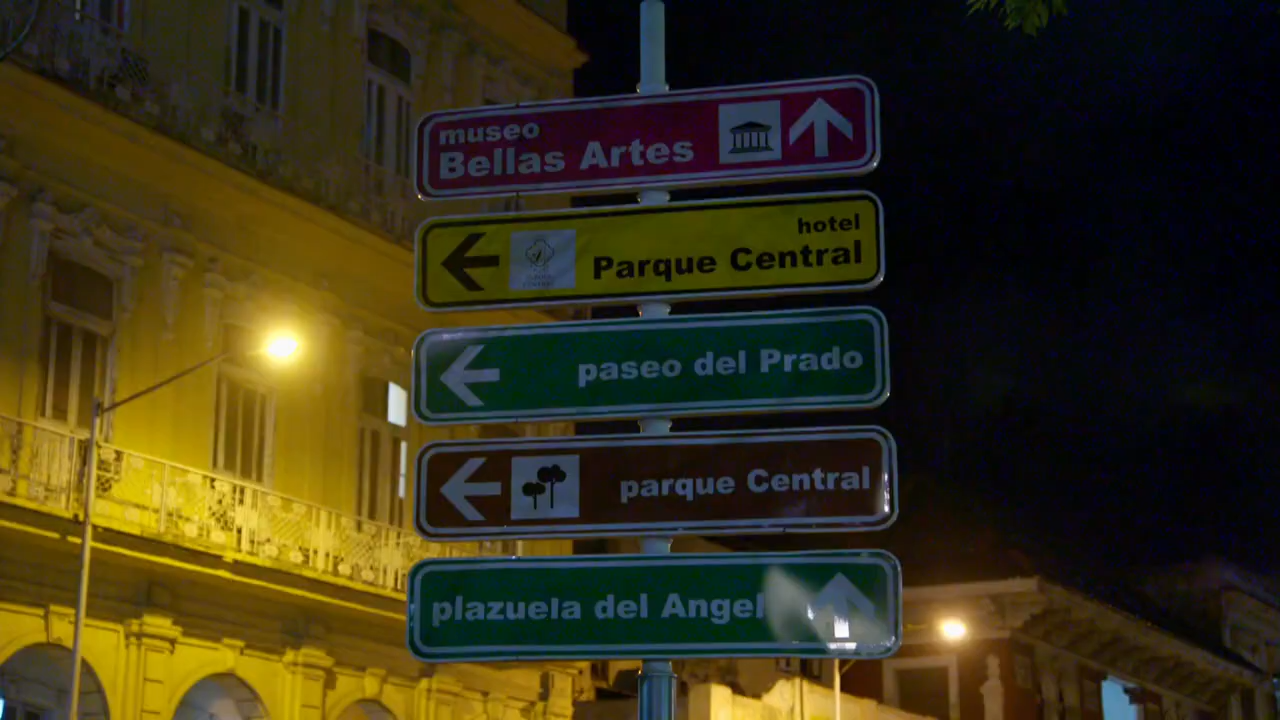 museo
Bellas Artes
hotel
Parque Central
paseo del Prado
parque Central
plazuela del Angel